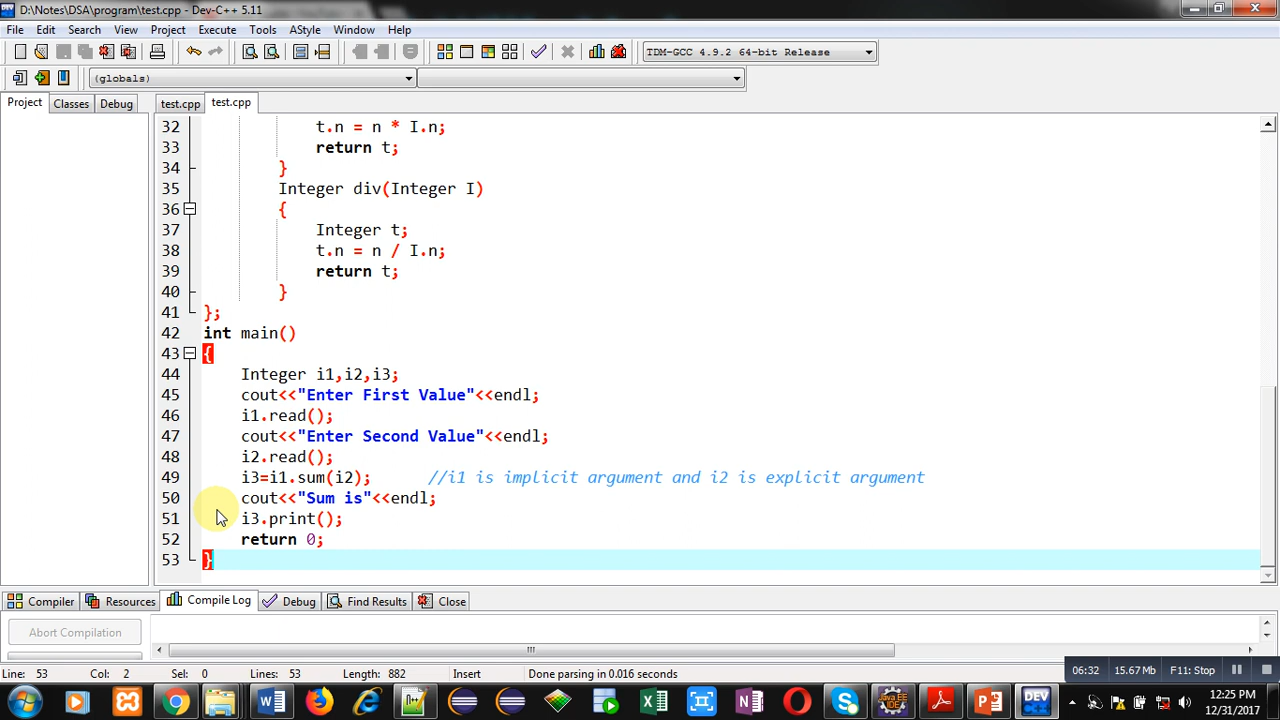 D:\Notes\DSA\program\test.cpp - Dev-C++ 5.11
File Edit Search View Project Execute Tools AStyle Window Help
TDM-GCC 4.9.2 64-bit Release
(globals)
Project Classes Debug test.cpp test.cpp
32 t.n = n * I.n;
33 return t;
34 }
35 Integer div(Integer I)
36 {
37 Integer t;
38 t.n = n / I.n;
39 return t;
40 }
41 };
42 int main()
43 {
44 Integer i1,i2,i3;
45 cout<<"Enter First Value"<<endl;
46 i1.read();
47 cout<<"Enter Second Value"<<endl;
48 i2.read();
49 i3=i1.sum(i2); //i1 is implicit argument and i2 is explicit argument
50 cout<<"Sum is"<<endl;
51 i3.print();
52 return 0;
53 }
Compiler Resources Compile Log Debug Find Results Close
Abort Compilation
Line: 53 Col: 2 Sel: 0 Lines: 53 Length: 882 Insert Done parsing in 0.016 seconds
06:32 15.67 Mb F11: Stop
12:25 PM
12/31/2017